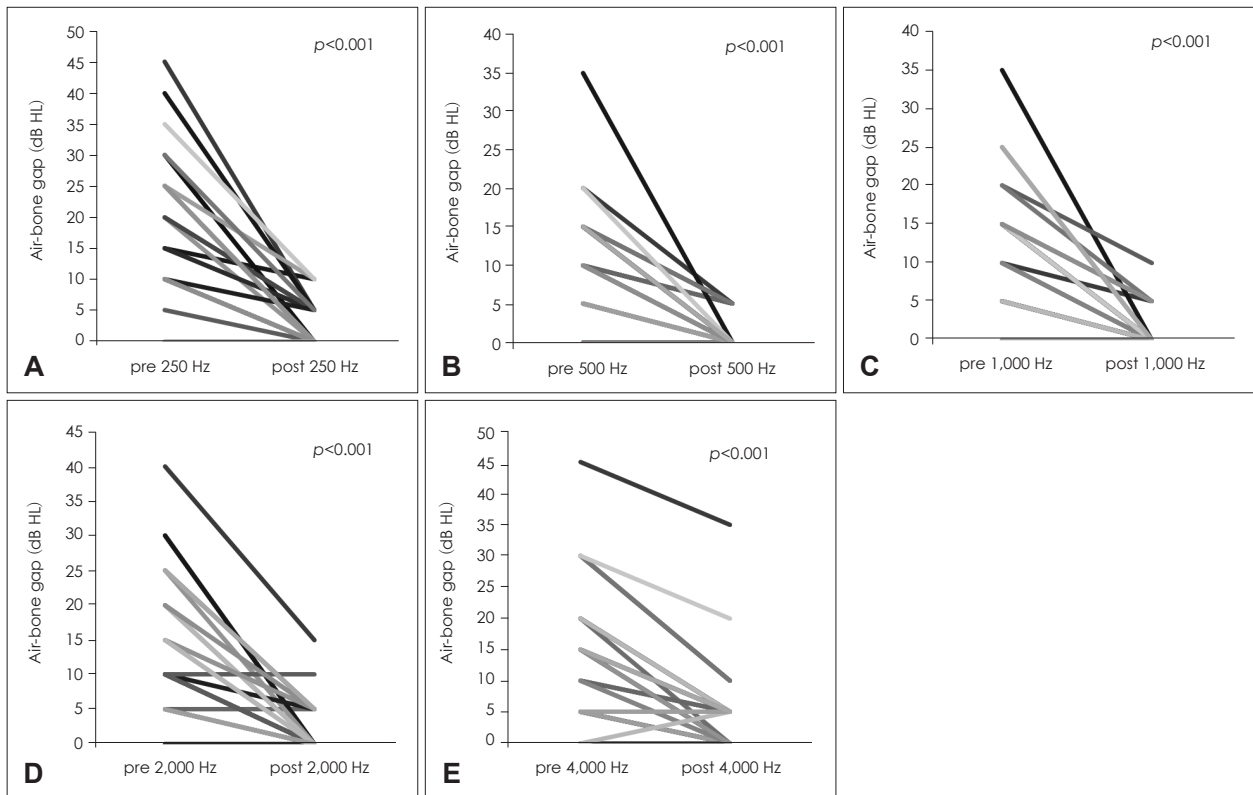 50
45
40
35
30
25
20
15
10
5
0
Air-bone gap (dB HL)
p<0.001
pre 250 Hz
post 250 Hz
A
40
35
30
25
20
15
10
5
0
Air-bone gap (dB HL)
p<0.001
pre 500 Hz
post 500 Hz
B
40
35
30
25
20
15
10
5
0
Air-bone gap (dB HL)
p<0.001
pre 1,000 Hz
post 1,000 Hz
C
45
40
35
30
25
20
15
10
5
0
Air-bone gap (dB HL)
p<0.001
pre 2,000 Hz
post 2,000 Hz
D
50
45
40
35
30
25
20
15
10
5
0
Air-bone gap (dB HL)
p<0.001
pre 4,000 Hz
post 4,000 Hz
E